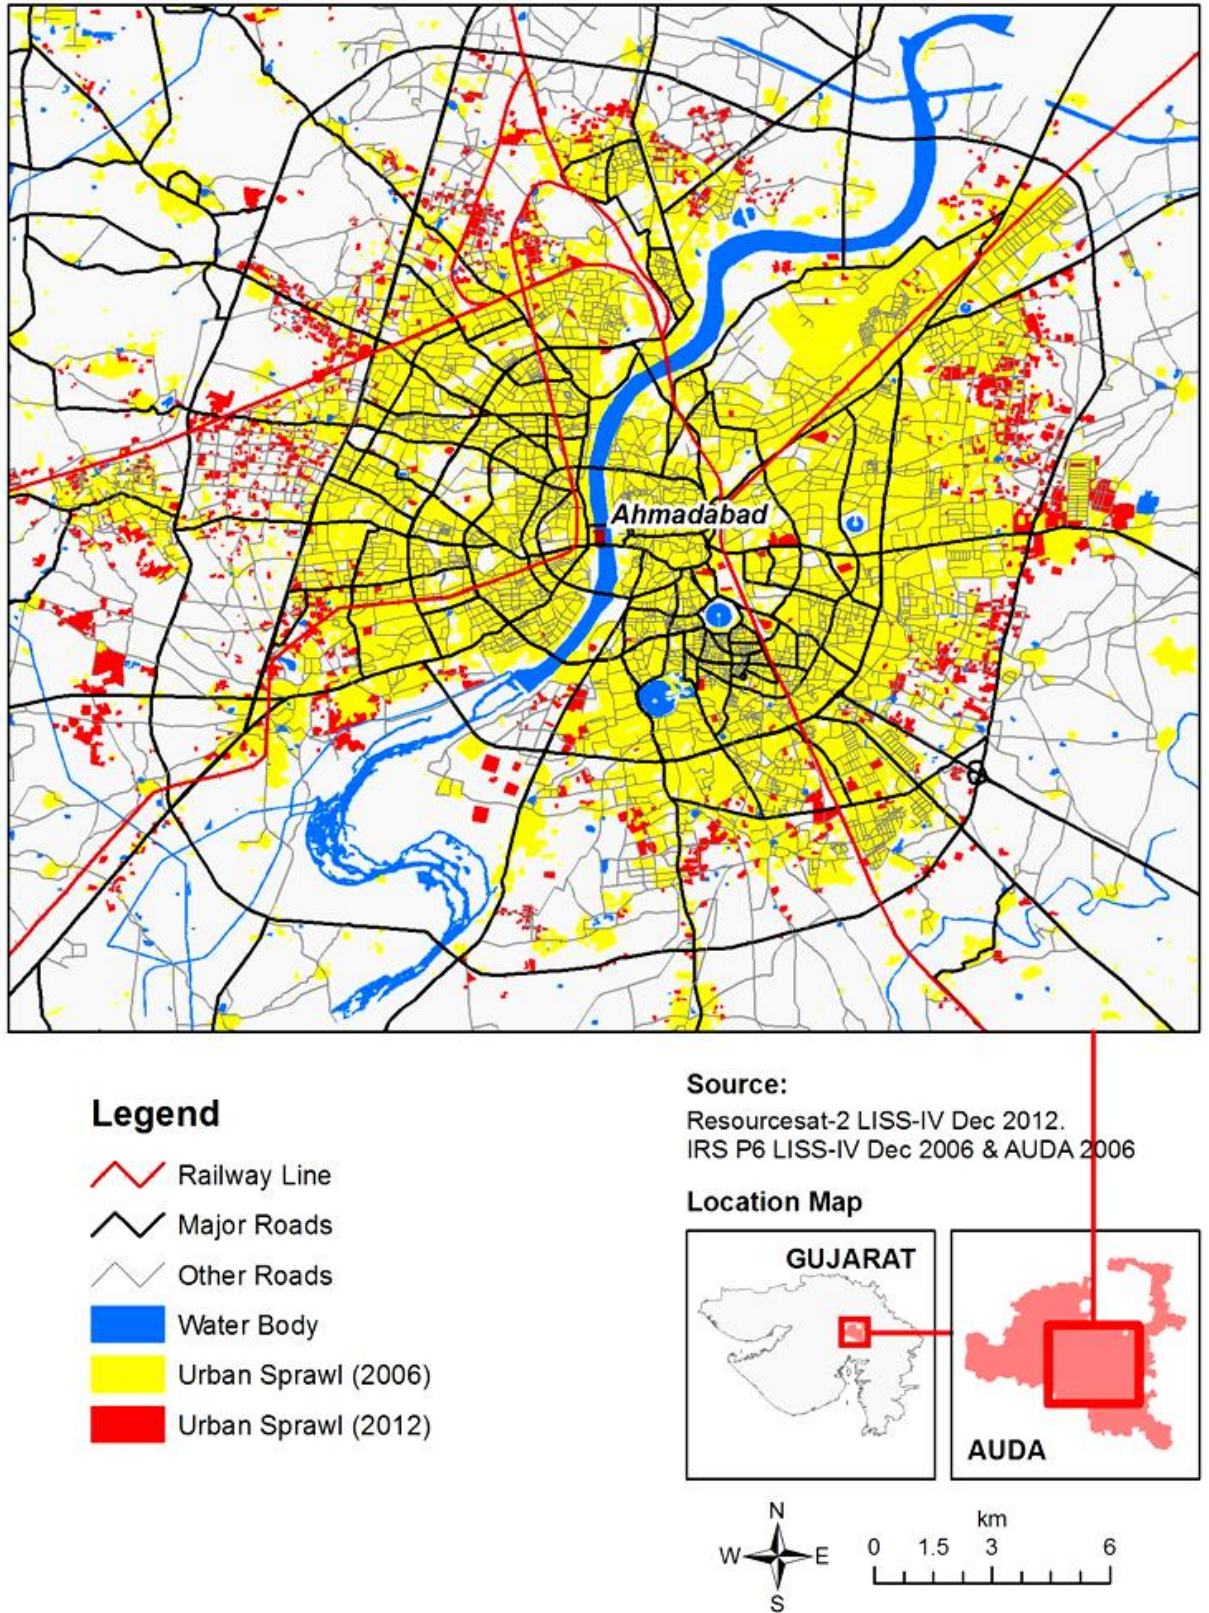 Ahmadábad
Legend
Railway Line
Major Roads
Other Roads
Water Body
Urban Sprawl (2006)
Urban Sprawl (2012)
Source:
Resourcesat-2 LISS-IV Dec 2012.
IRS P6 LISS-IV Dec 2006 & AUDA 2006
Location Map
GUJARAT
AUDA
N
W E
S
km
0 1.5 3 6